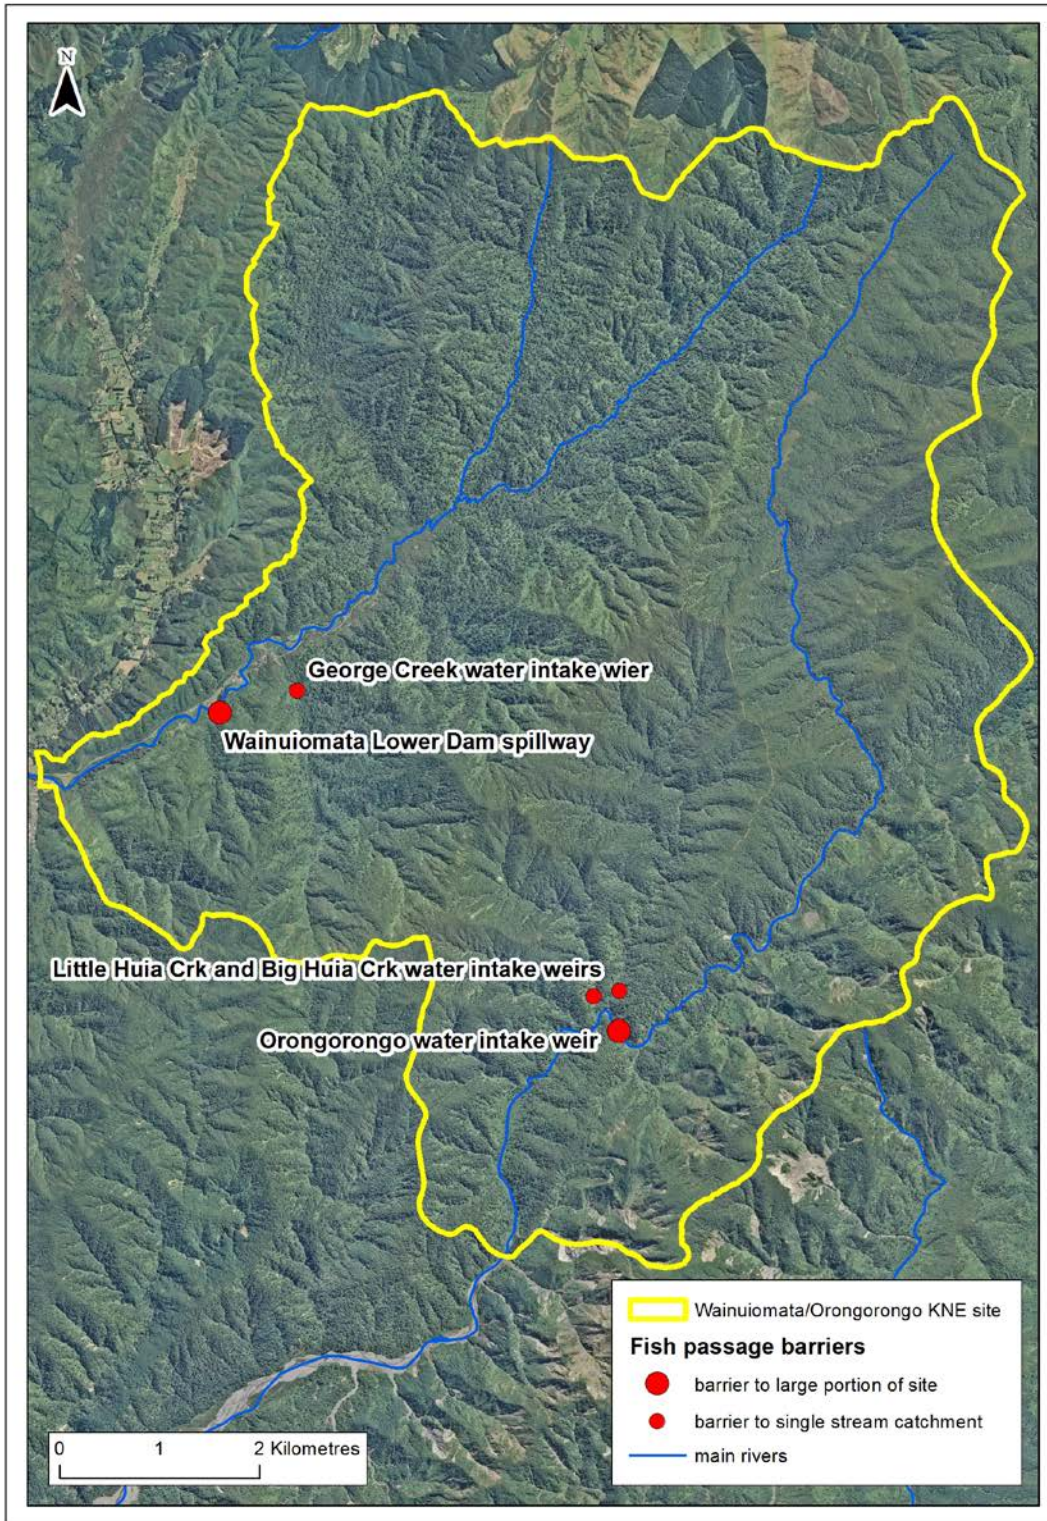 N
George Creek water intake wier
Wainuiomata Lower Dam spillway
Little Huia Crk and Big Huia Crk water intake weirs
Orongorongo water intake weir
Wainuiomata/Orongorongo KNE site
Fish passage barriers
barrier to large portion of site
barrier to single stream catchment
main rivers
0 1 2 Kilometres